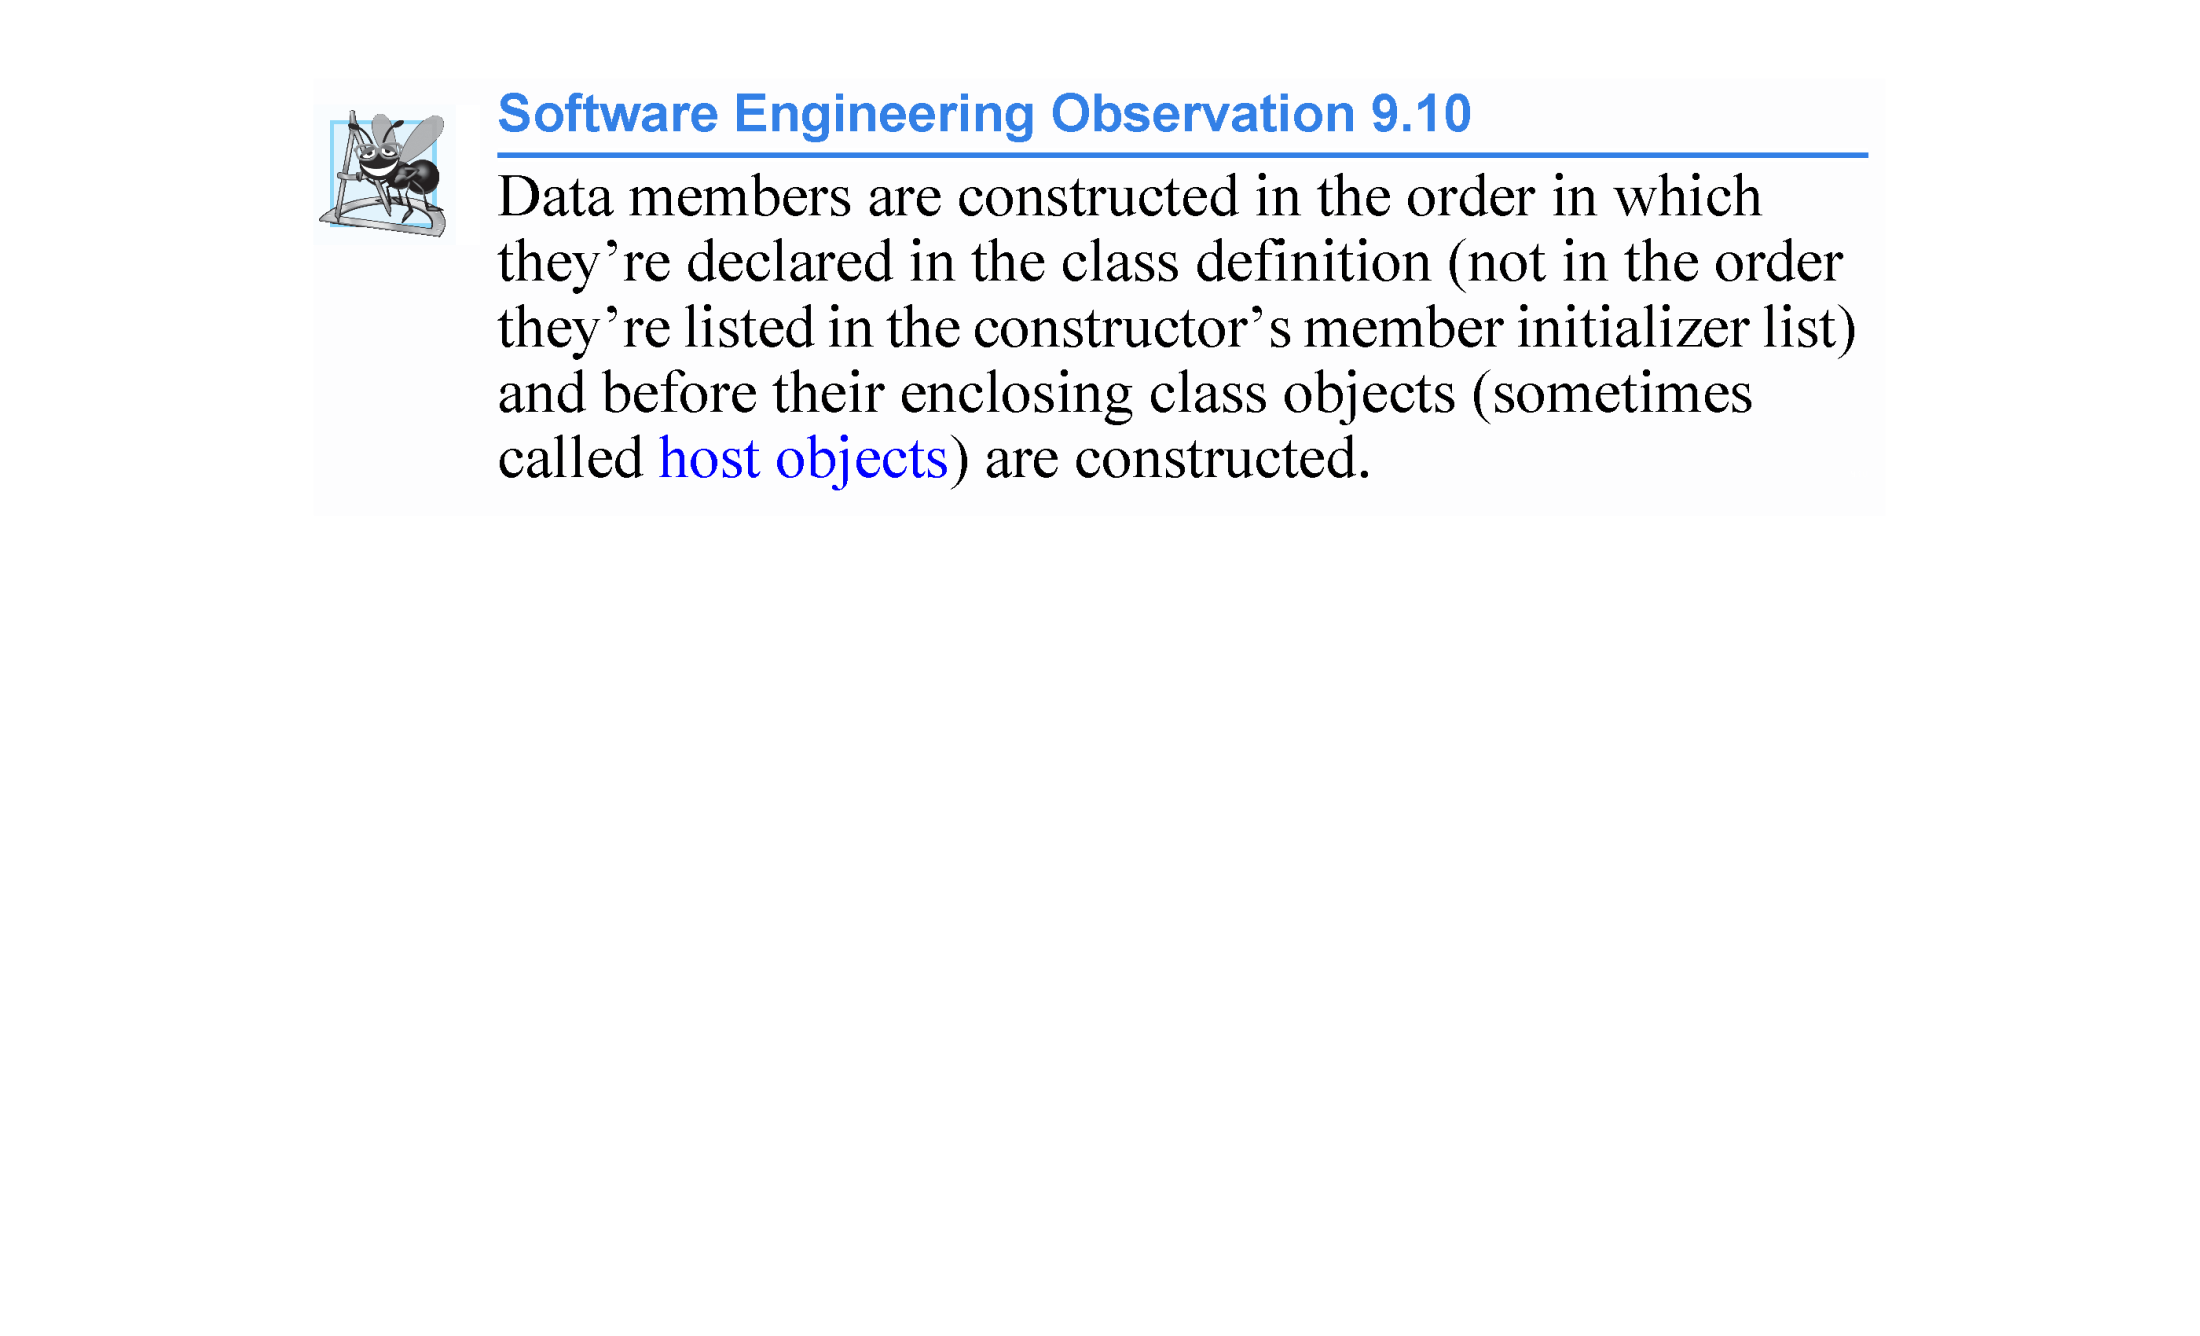 Software Engineering Observation 9.10
Data members are constructed in the order in which
they’re declared in the class definition (not in the order
they’re listed in the constructor’s member initializer list)
and before their enclosing class objects (sometimes
called host objects) are constructed.